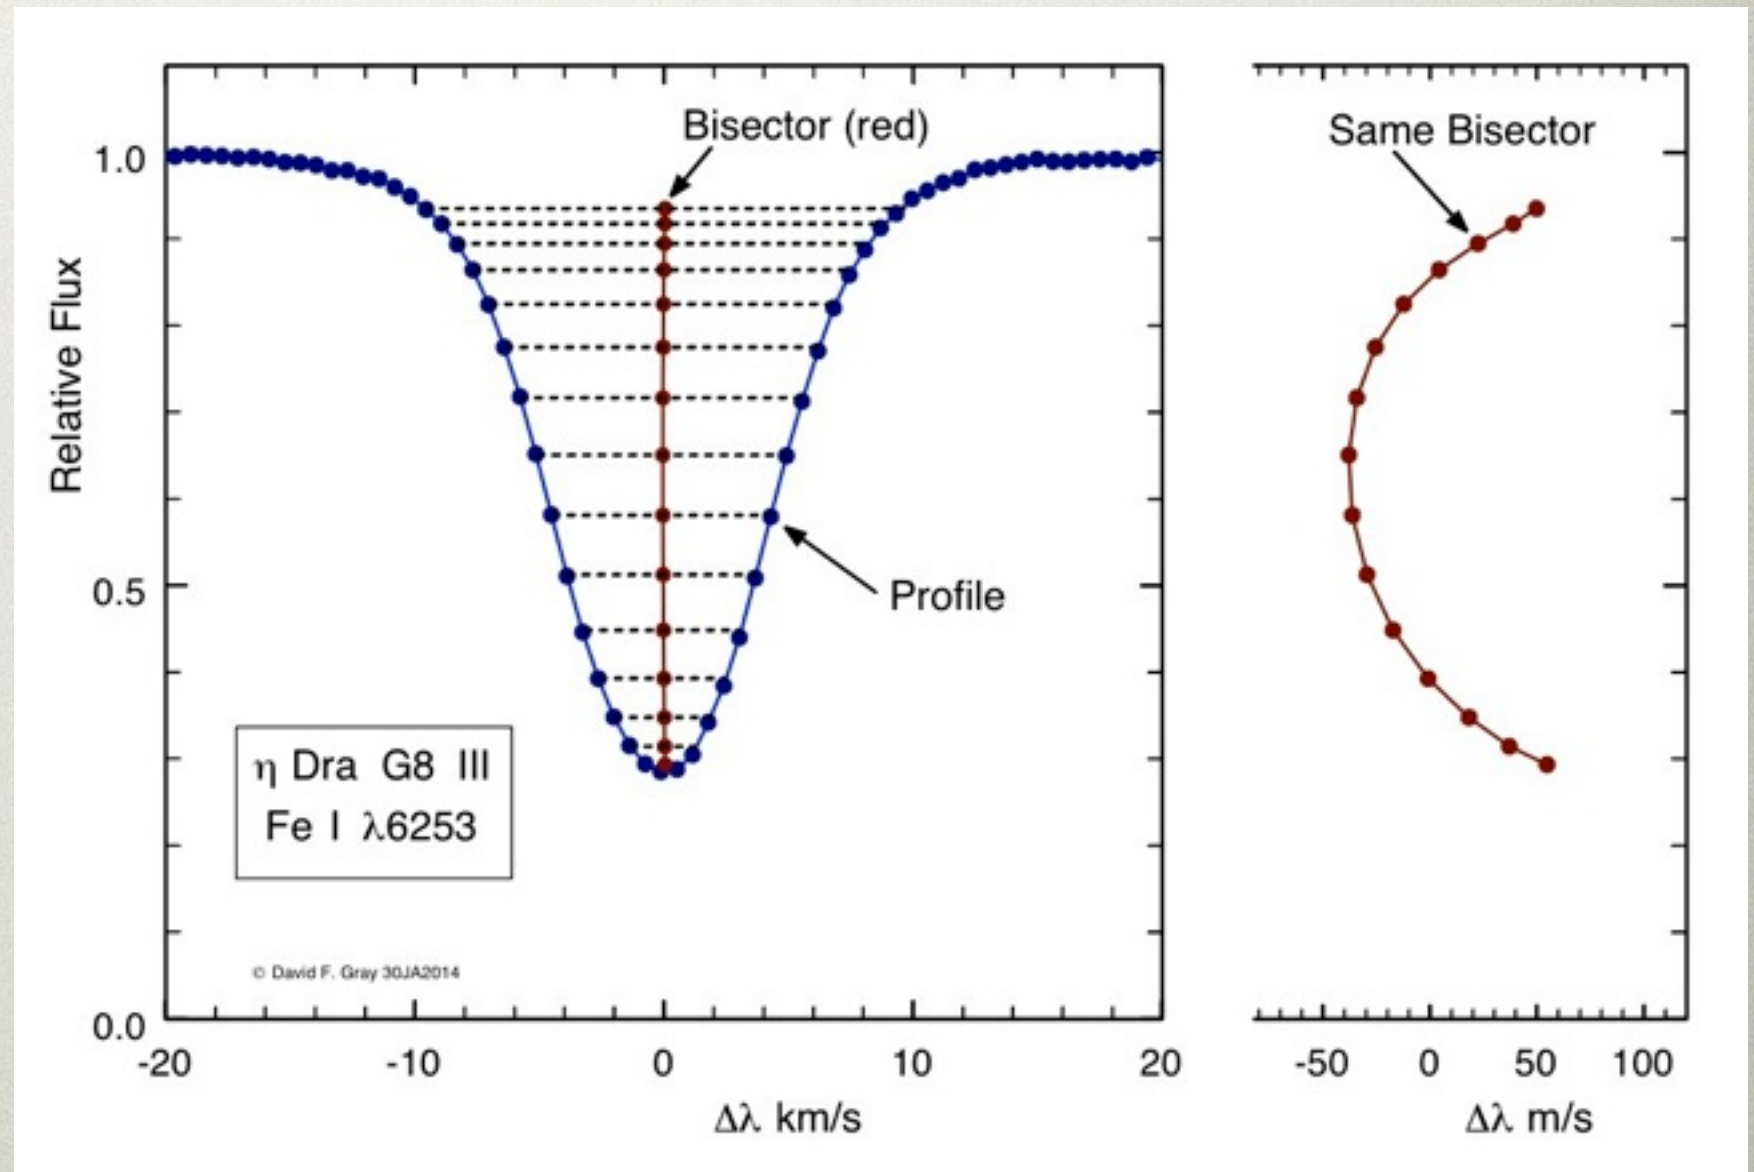 Bisector (red)
Same Bisector
1.0
Relative Flux
0.5
Profile
η Dra G8 III
Fe I λ6253
© David F. Gray 30JA2014
0.0
-20 -10 0 10 20
-50 0 50 100
Δλ km/s
Δλ m/s